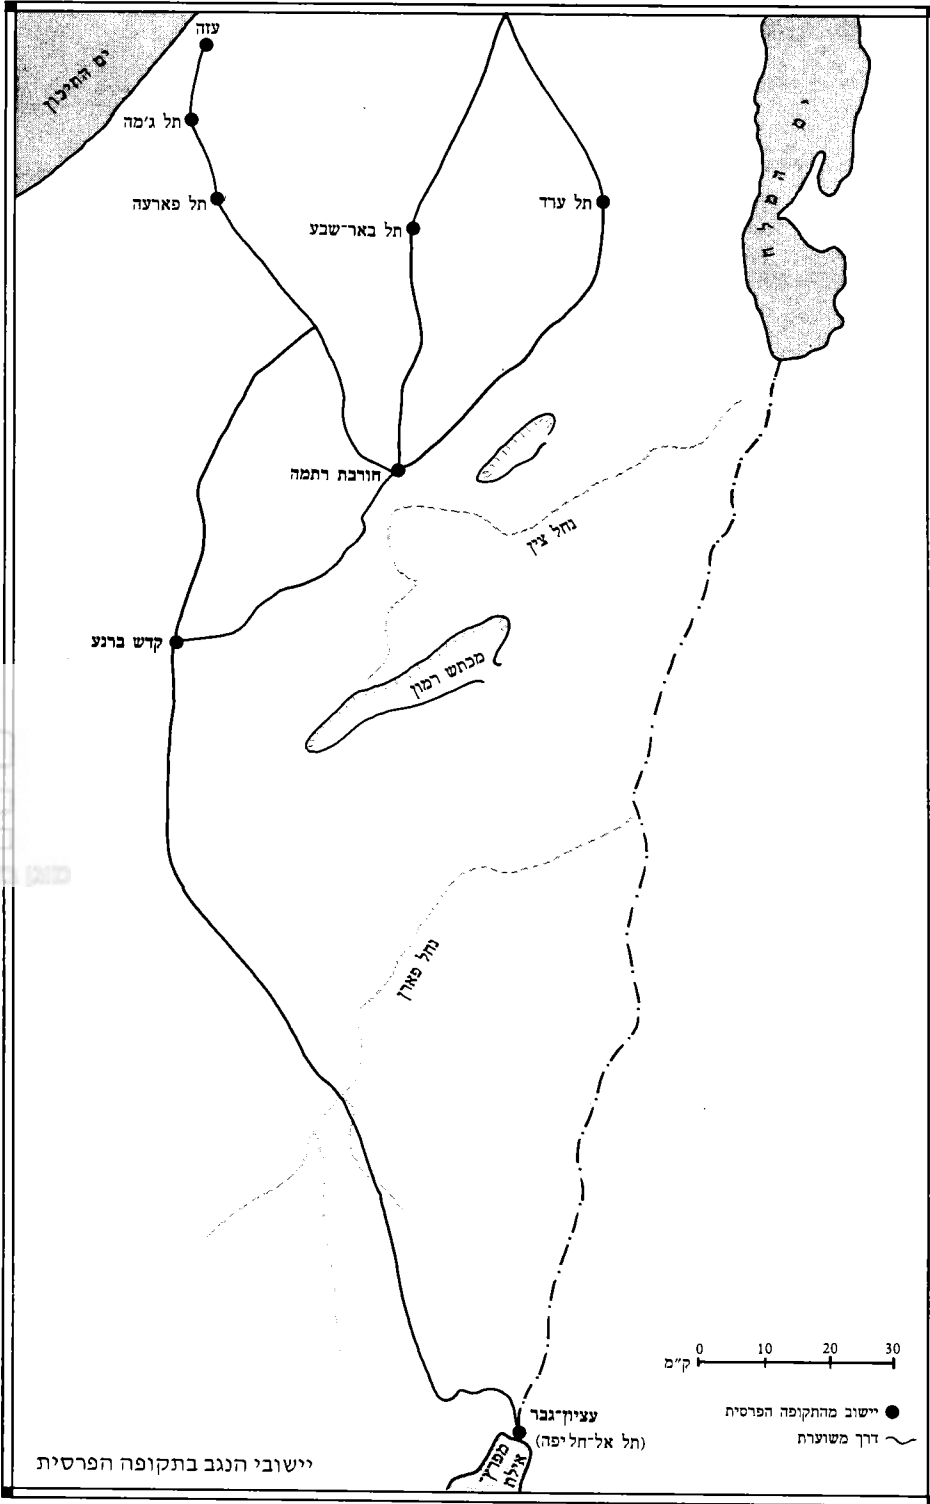 עזה
ים התיכון
תל ג׳מה
תל פארעה
תל באר־שבע
תל ערד
ים המלח
חורבת רתמה
נחל צין
קדש ברנע
מכתש רמון
נחל פארן
0 10 20 30
ק״מ
עציון־גבר
(תל אל־חליפה)
מפרץ־
אילת
יישוב מהתקופה הפרסית
דרך משוערת
יישובי הנגב בתקופה הפרסית